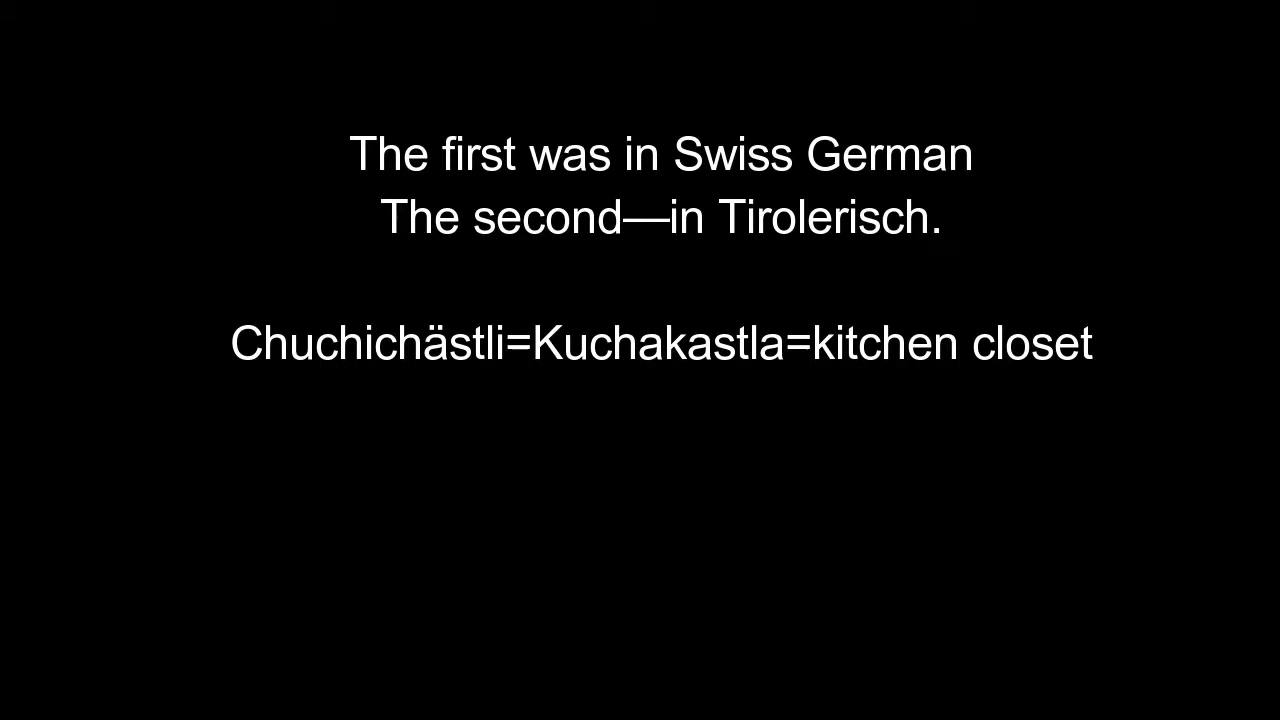 The first was in Swiss German
The second—in Tirolerisch.
Chuchichästli=Kuchakastla=kitchen closet